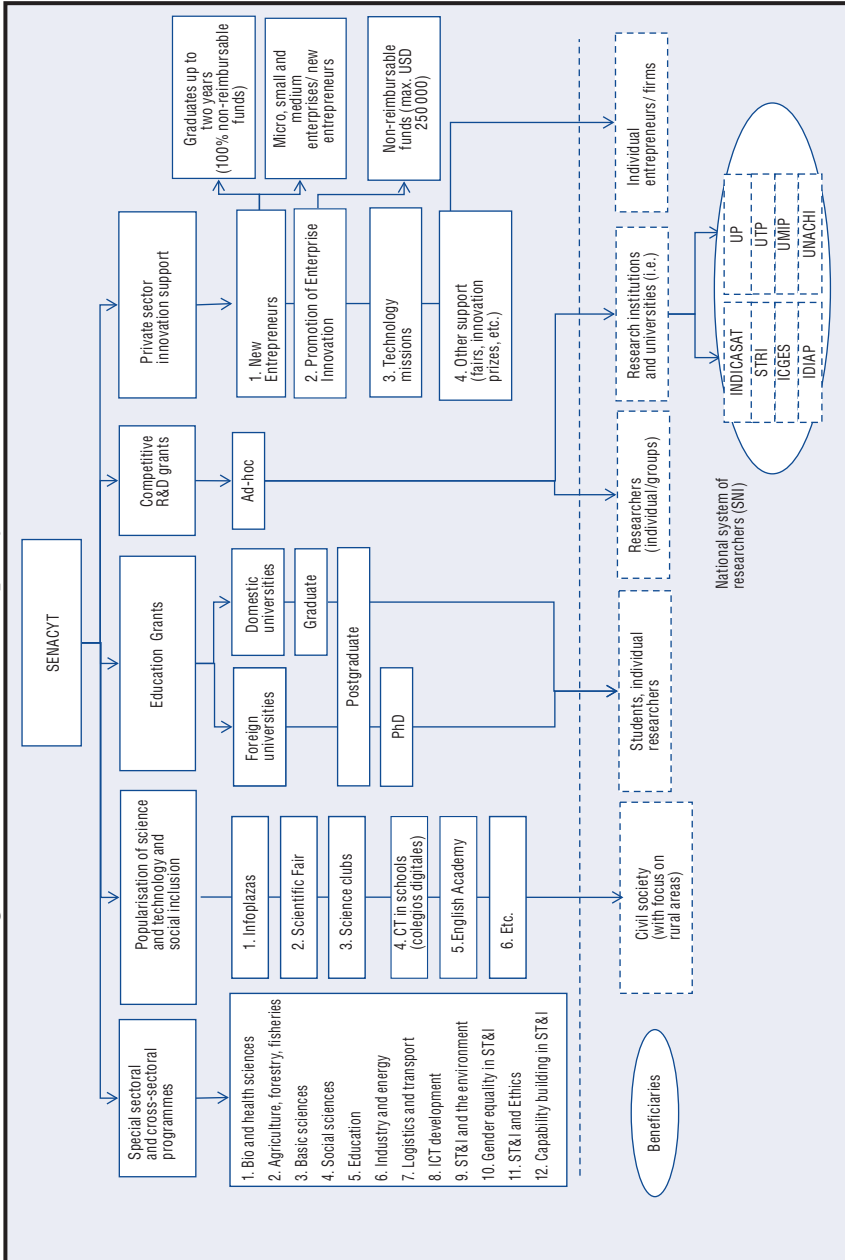 SENACYT
Special sectoral
and cross-sectoral
programmes
Popularisation of science
and technology and
social inclusion
Education Grants
Competitive
R&D grants
Private sector
innovation support
1. Bio and health sciences
2. Agriculture, forestry, fisheries
3. Basic sciences
4. Social sciences
5. Education
6. Industry and energy
7. Logistics and transport
8. ICT development
9. ST&I and the environment
10. Gender equality in ST&I
11. ST&I and Ethics
12. Capability building in ST&I
1. Infoplazas
2. Scientific Fair
3. Science clubs
4. CT in schools
(colegios digitales)
5.English Academy
6. Etc.
Foreign
universities
Domestic
universities
Graduate
Postgraduate
PhD
Ad-hoc
1. New
Entrepreneurs
2. Promotion of Enterprise
Innovation
3. Technology
missions
4. Other support
(fairs, innovation
prizes, etc.)
Graduates up to
two years
(100% non-reimbursable
funds)
Micro, small and
medium
enterprises/ new
entrepreneurs
Non-reimbursable
funds (max. USD
250 000)
Beneficiaries
Civil society
(with focus on
rural areas)
Students, individual
researchers
Researchers
(individual/groups)
Research institutions
and universities (i.e.)
Individual
entrepreneurs/ firms
National system of
researchers (SNI)
INDICASAT
STRI
ICGES
IDIAP
UP
UTP
UMIP
UNACHI